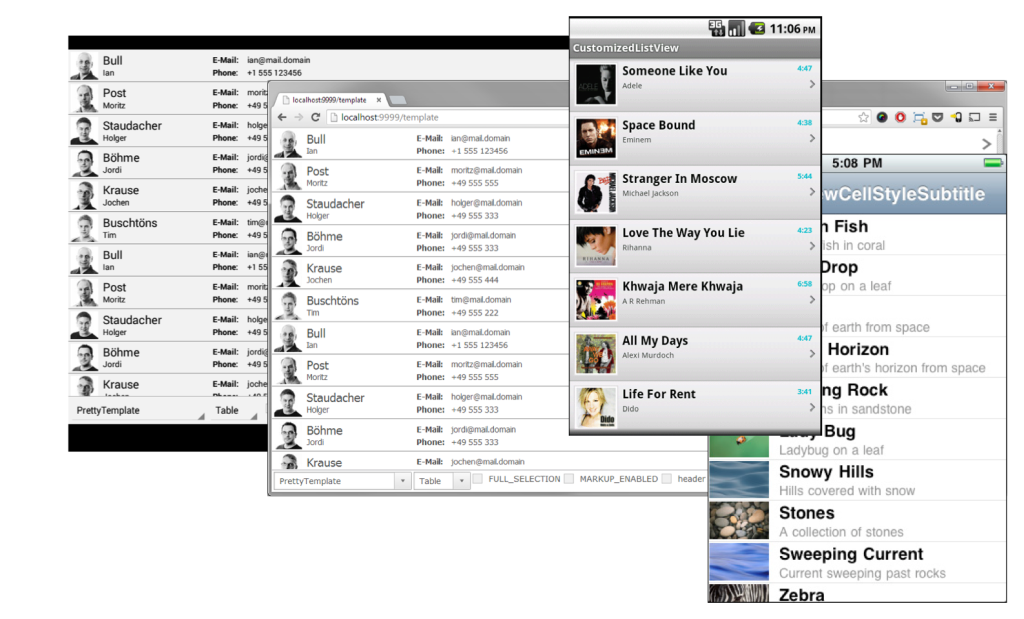 Bull
Ian
E-Mail: ian@mail.domain
Phone: +1 555 123456
Post
Moritz
E-Mail:
Phone: +49 5
Staudacher
Holger
E-Mail: holge
Phone: +49 5
Böhme
Jordi
E-Mail: jordi@
Phone: +49 5
Krause
Jochen
E-Mail: joche
Phone: +49 5
Buschtöns
Tim
E-Mail: tim@
Phone: +49 5
Bull
Ian
E-Mail: ian@
Phone: +1 55
Post
Moritz
E-Mail:
Phone: +49 5
Staudacher
Holger
E-Mail: holge
Phone: +49 5
Böhme
Jordi
E-Mail: jordi@
Phone: +49 5
Krause
E-Mail: joche
PrettyTemplate
Table
localhost:9999/template
localhost:9999/template
Bull
Ian
E-Mail: ian@mail.domain
Phone: +1 555 123456
Post
Moritz
E-Mail: moritz@mail.domain
Phone: +49 555 555
Staudacher
Holger
E-Mail: holger@mail.domain
Phone: +49 555 333
Böhme
Jordi
E-Mail: jordi@mail.domain
Phone: +49 555 333
Krause
Jochen
E-Mail: jochen@mail.domain
Phone: +49 555 444
Buschtöns
Tim
E-Mail: tim@mail.domain
Phone: +49 555 222
Bull
Ian
E-Mail: ian@mail.domain
Phone: +1 555 123456
Post
Moritz
E-Mail: moritz@mail.domain
Phone: +49 555 555
Staudacher
Holger
E-Mail: holger@mail.domain
Phone: +49 555 333
Böhme
Jordi
E-Mail: jordi@mail.domain
Phone: +49 555 333
Krause
E-Mail: jochen@mail.domain
PrettyTemplate
Table
FULL_SELECTION
MARKUP_ENABLED
header
3G
11:06 PM
CustomizedListView
Someone Like You
4:47
Adele
ADELE
Space Bound
4:38
Eminem
EMINEM
Stranger In Moscow
5:44
Michael Jackson
Love The Way You Lie
4:23
Rihanna
RIHANNA
Khwaja Mere Khwaja
6:58
A R Rehman
All My Days
4:47
Alexi Murdoch
Life For Rent
3:41
Dido
Dido
5:08 PM
wCellStyleSubtitle
n Fish
ish in coral
Drop
op on a leaf
of earth from space
Horizon
of earth's horizon from space
ng Rock
ns in sandstone
Lady Bug
Ladybug on a leaf
Snowy Hills
Hills covered with snow
Stones
A collection of stones
Sweeping Current
Current sweeping past rocks
Zebra